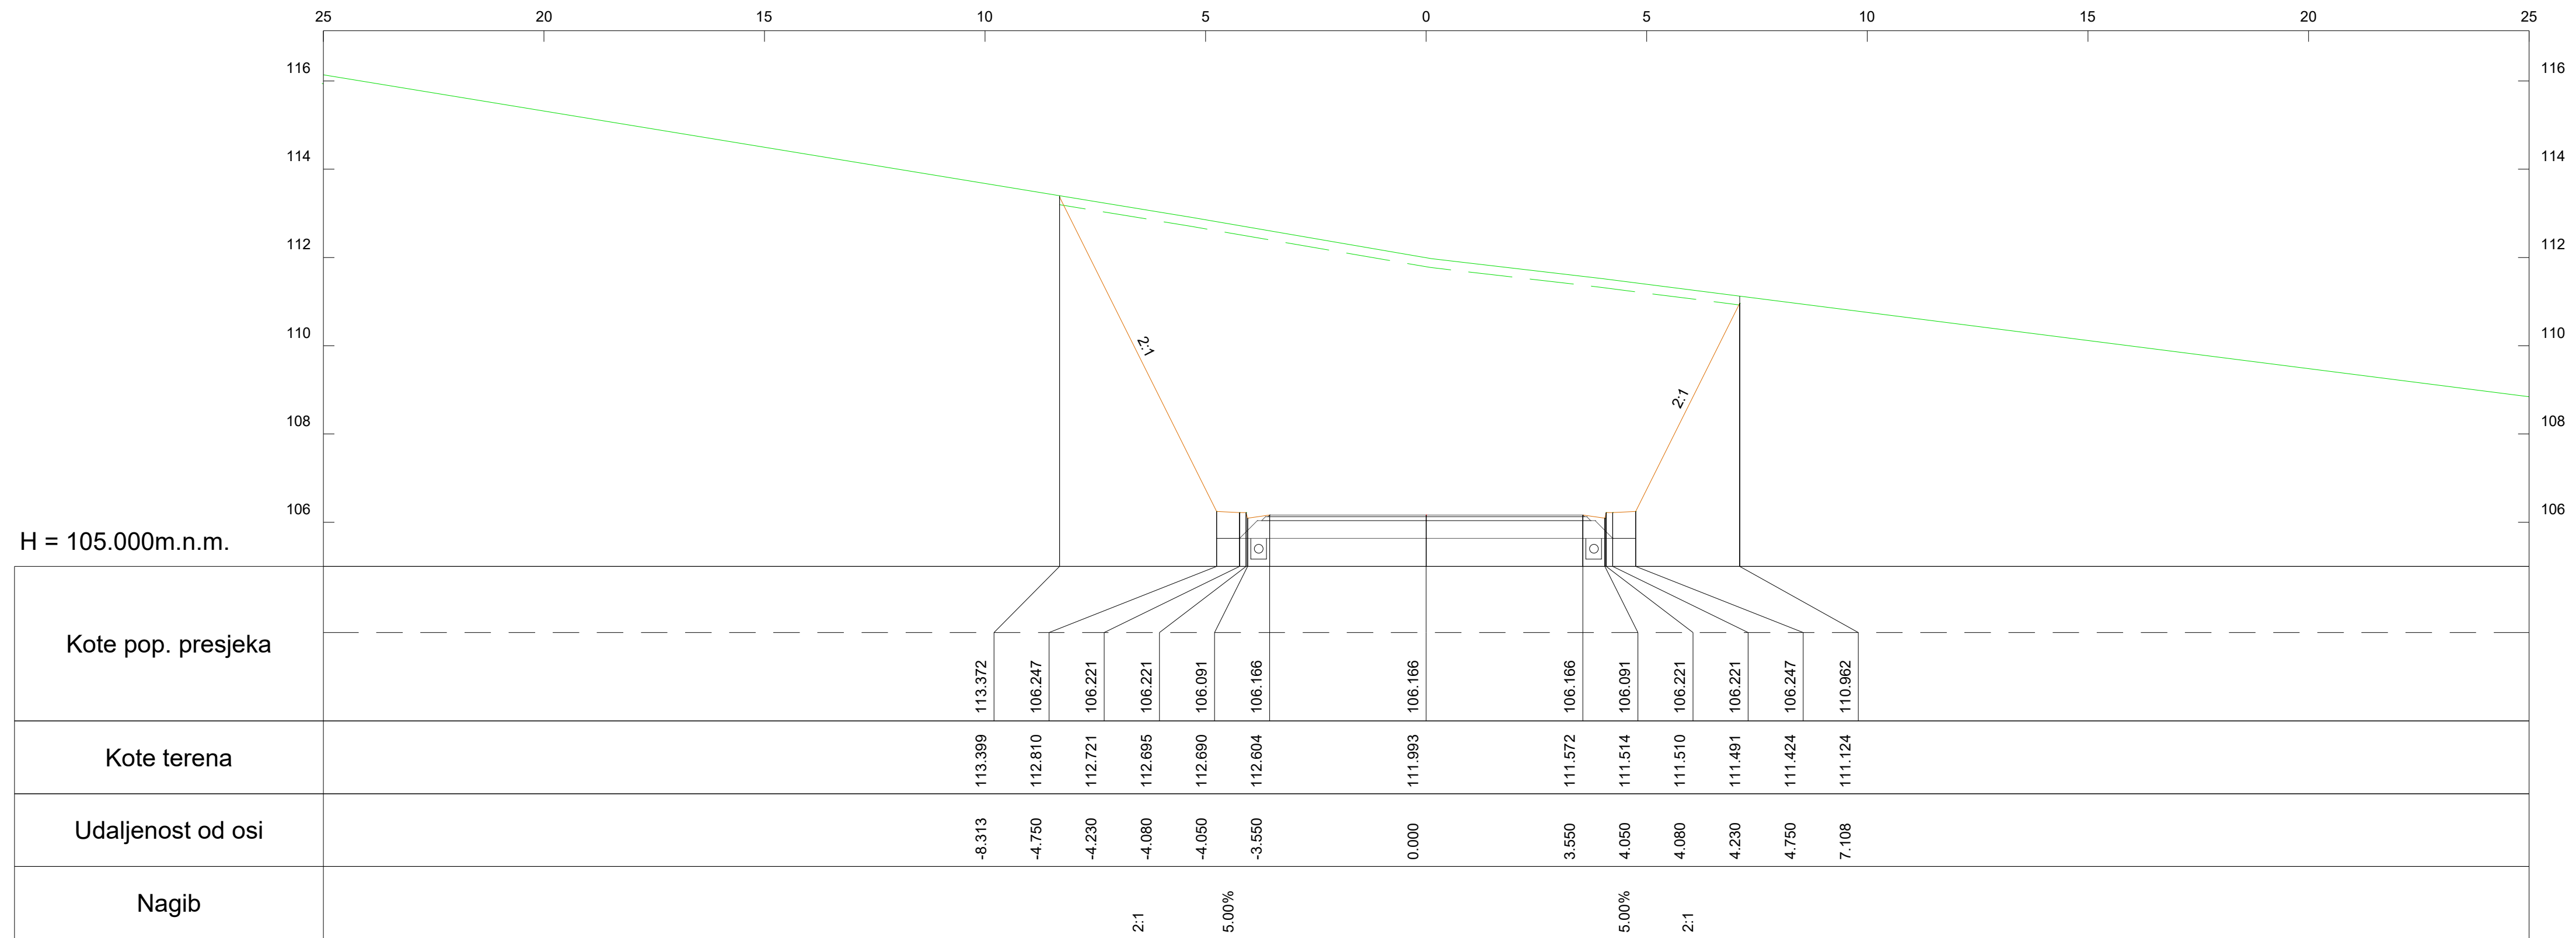 25 20 15 10 5 0 5 10 15 20 25
116 116
114 114
112 112
110 110
108 108
106 106
2:1 2:1
H = 105.000m.n.m.
Kote pop. presjeka 113.372 106.247 106.221 106.221 106.091 106.166 106.166 106.166 106.091 106.221 106.221 106.247 110.962
Kote terena 113.399 112.810 112.721 112.695 112.690 112.604 111.993 111.572 111.514 111.510 111.491 111.424 111.124
Udaljenost od osi -8.313 -4.750 -4.230 -4.080 -4.050 -3.550 0.000 3.550 4.050 4.080 4.230 4.750 7.108
Nagib 2:1 5.00% 5.00% 2:1